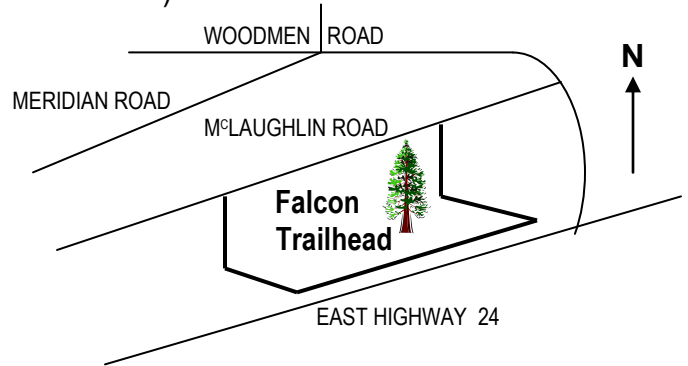 )
WOODMEN ROAD
N
MERIDIAN ROAD
McLAUGHLIN ROAD
Falcon
Trailhead
EAST HIGHWAY 24